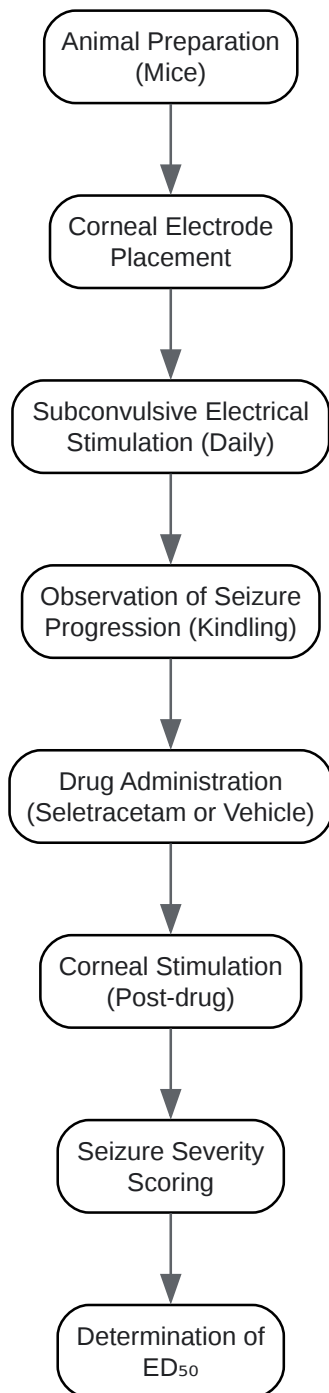 Animal Preparation
(Mice)
Corneal Electrode
Placement
Subconvulsive Electrical
Stimulation (Daily)
Observation of Seizure
Progression (Kindling)
Drug Administration
(Seletracetam or Vehicle)
Corneal Stimulation
(Post-drug)
Seizure Severity
Scoring
Determination of
ED₅₀